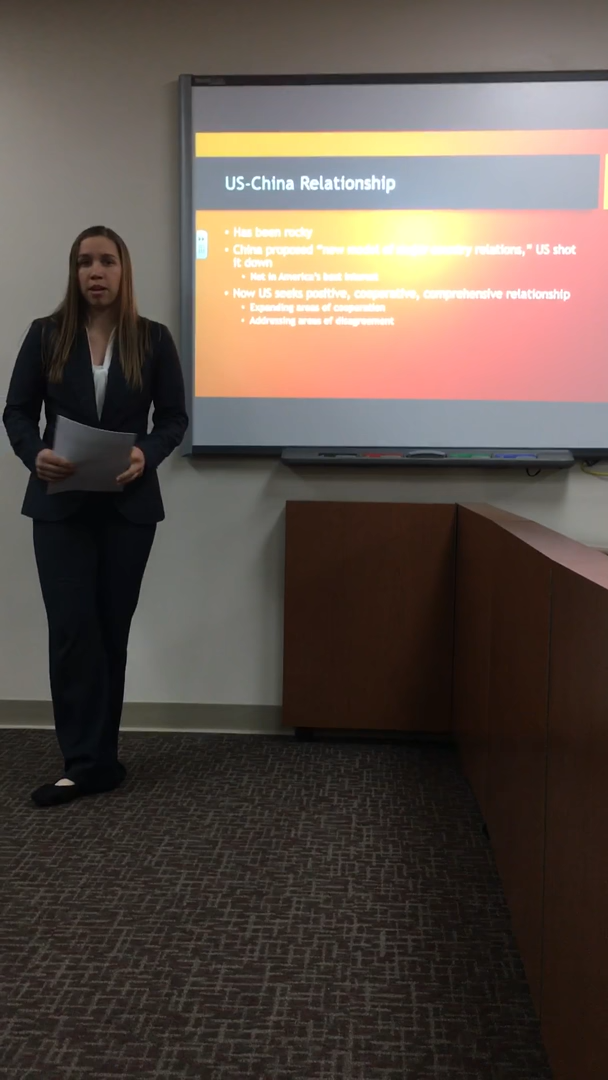 US-China Relationship
• Has been rocky
• China proposed "new model of major country relations," US shot
it down
• Not in America's best interest
• Now US seeks positive, cooperative, comprehensive relationship
• Expanding areas of cooperation
• Addressing areas of disagreement